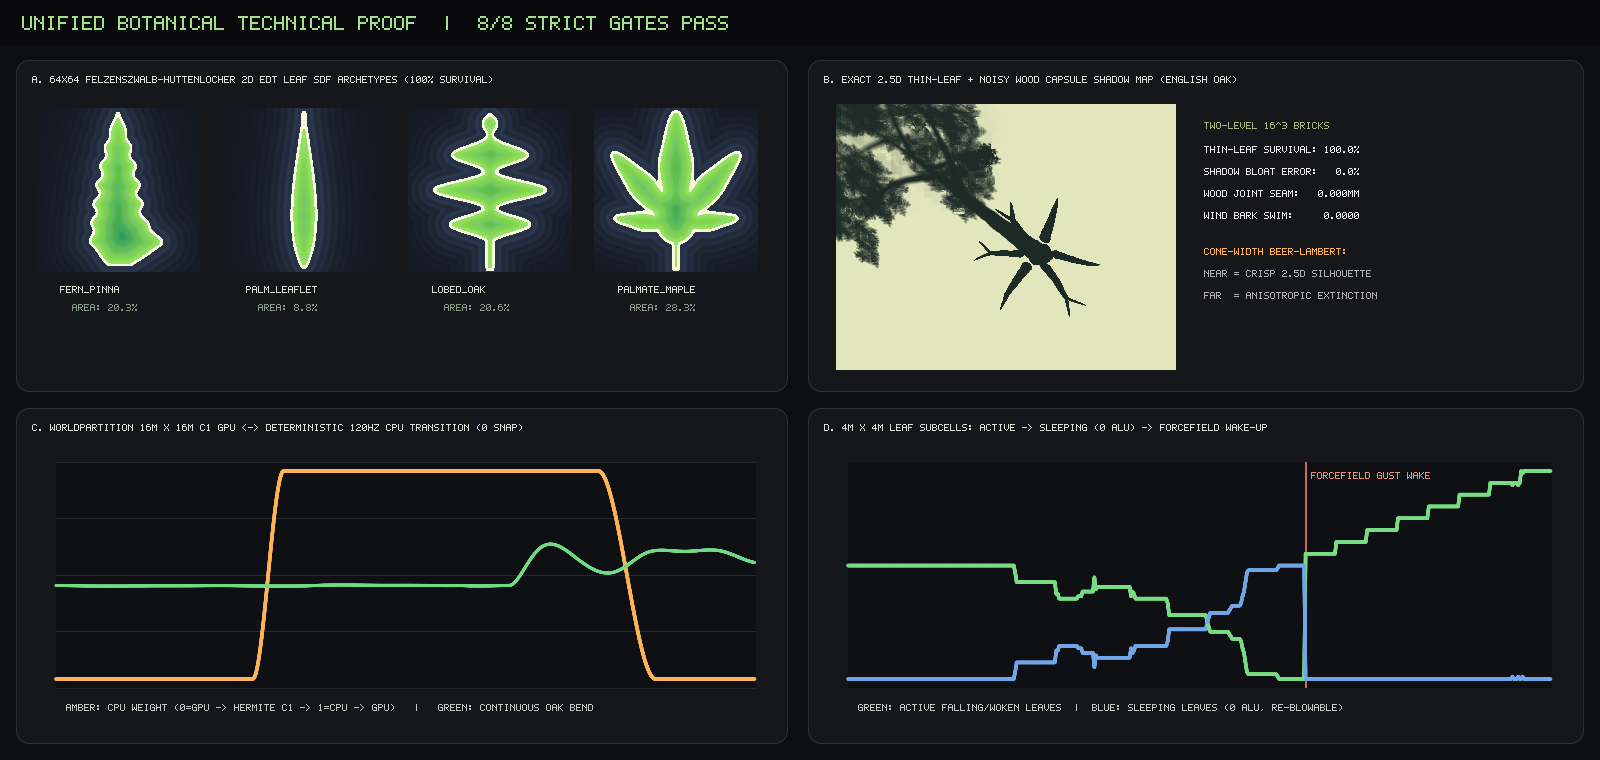 UNIFIED BOTANICAL TECHNICAL PROOF | 8/8 STRICT GATES PASS
A. 64X64 FELZENSZWALB-HUTTENLOCHER 2D EDT LEAF SDF ARCHETYPES (100% SURVIVAL)
FERN_PINNA
AREA: 20.3%
PALM_LEAFLET
AREA: 8.8%
LOBED_OAK
AREA: 20.6%
PALMATE_MAPLE
AREA: 28.3%
B. EXACT 2.5D THIN-LEAF + NOISY WOOD CAPSULE SHADOW MAP (ENGLISH OAK)
TWO-LEVEL 16^3 BRICKS
THIN-LEAF SURVIVAL: 100.0%
SHADOW BLOAT ERROR: 0.0%
WOOD JOINT SEAM: 0.000MM
WIND BARK SWIM: 0.0000
CONE-WIDTH BEER-LAMBERT:
NEAR = CRISP 2.5D SILHOUETTE
FAR = ANISOTROPIC EXTINCTION
C. WORLDPARTITION 16M X 16M C1 GPU <-> DETERMINISTIC 120HZ CPU TRANSITION (0 SNAP)
AMBER: CPU WEIGHT (0=GPU -> HERMITE C1 -> 1=CPU -> GPU) | GREEN: CONTINUOUS OAK BEND
D. 4M X 4M LEAF SUBCELLS: ACTIVE -> SLEEPING (0 ALU) -> FORCEFIELD WAKE-UP
FORCEFIELD GUST WAKE
GREEN: ACTIVE FALLING/WOKEN LEAVES | BLUE: SLEEPING LEAVES (0 ALU, RE-BLOWABLE)